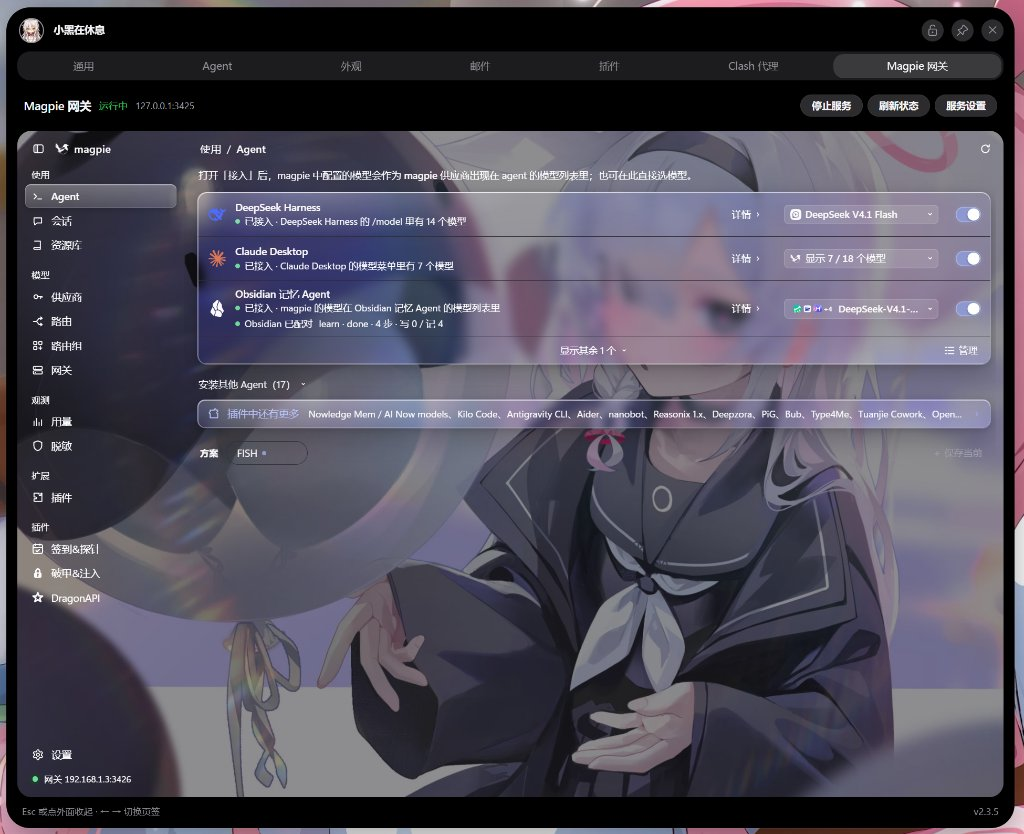 小黑在休息
通用 Agent 外观 邮件 插件 Clash 代理 Magpie 网关
Magpie 网关 运行中 127.0.0.1:3425 停止服务 刷新状态 服务设置
magpie
使用
Agent
会话
资源库
模型
供应商
路由
路由组
网关
观测
用量
脱敏
扩展
插件
插件
签到&探针
破甲&注入
DragonAPI
设置
网关 192.168.1.3:3426
使用 / Agent
打开「接入」后，magpie 中配置的模型会作为 magpie 供应商出现在 agent 的模型列表里；也可在此直接选模型。
DeepSeek Harness
已接入 · DeepSeek Harness 的 /model 里有 14 个模型
详情 › DeepSeek V4.1 Flash
Claude Desktop
已接入 · Claude Desktop 的模型菜单里有 7 个模型
详情 › 显示 7 / 18 个模型
Obsidian 记忆 Agent
已接入 · magpie 的模型在 Obsidian 记忆 Agent 的模型列表里
Obsidian 已配对 learn · done · 4 步 · 写 0 / 记 4
详情 › +4 DeepSeek-V4.1-...
显示其余 1 个 管理
安装其他 Agent (17)
插件中还有更多 Nowledge Mem / AI Now models、Kilo Code、Antigravity CLI、Aider、nanobot、Reasonix 1.x、Deepzora、PiG、Bub、Type4Me、Tuanjie Cowork、Open...
方案 FISH + 保存当前
Esc 或点外面收起 · ← → 切换页签 v2.3.5